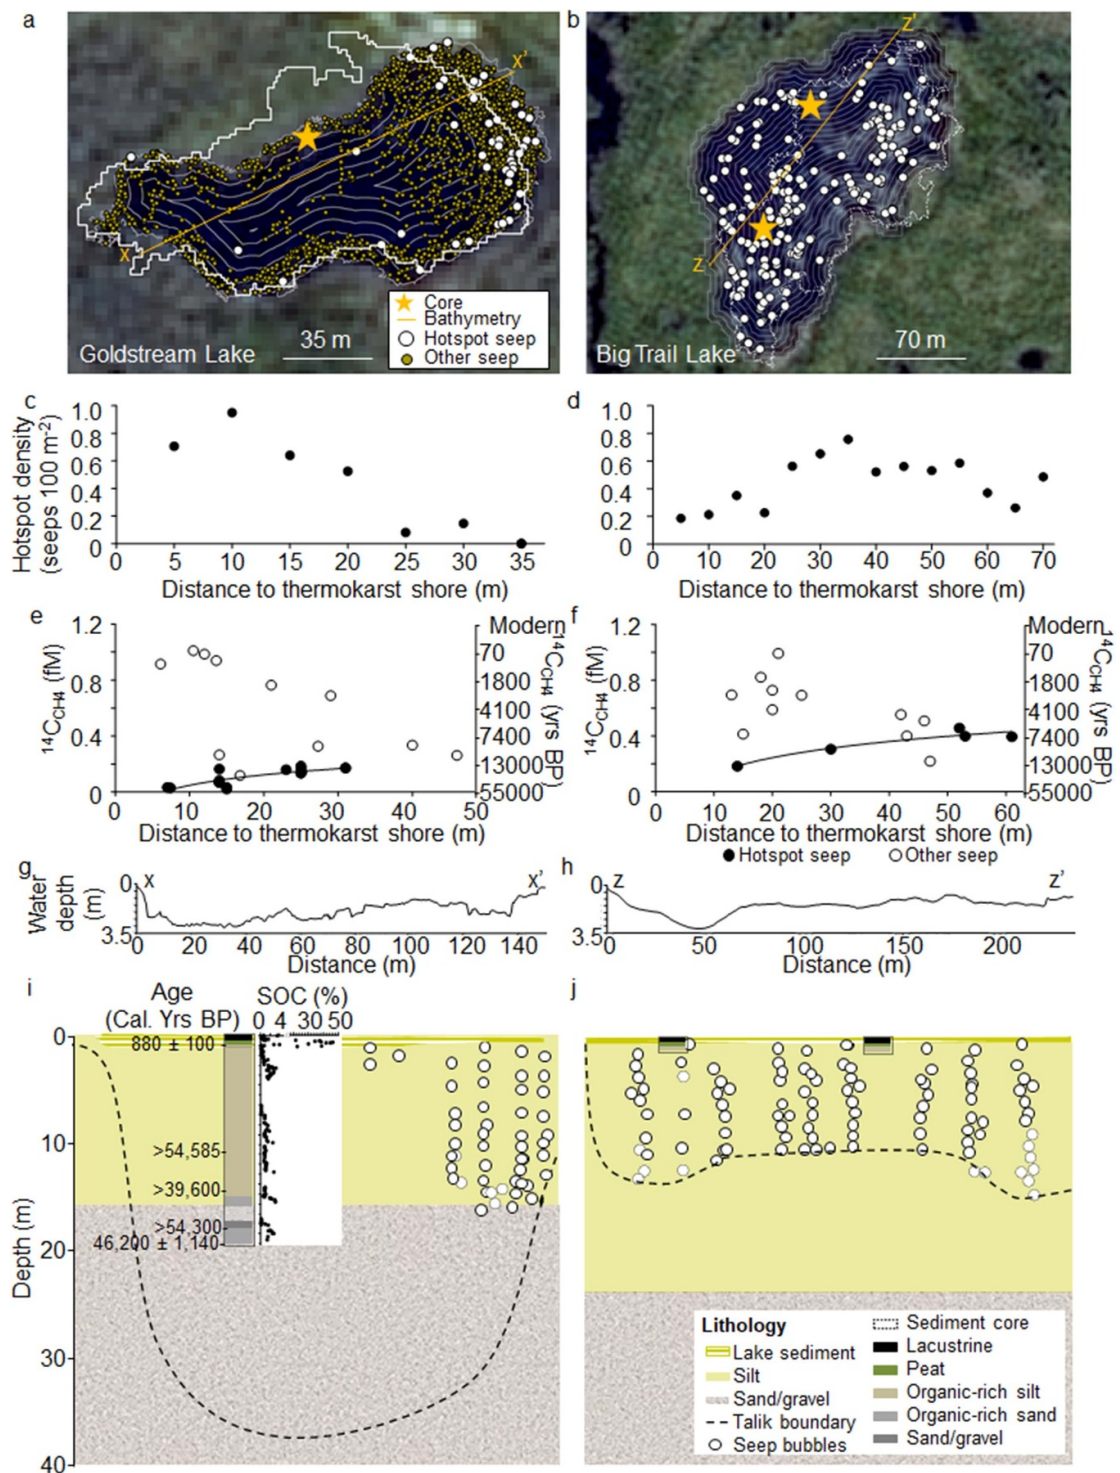 a
b
x
x'
z
z'
Goldstream Lake
35 m
Core
Bathymetry
Hotspot seep
Other seep
Big Trail Lake
70 m
c
Hotspot density
(seeps 100 m⁻²)
1.0
0.8
0.6
0.4
0.2
0
0 5 10 15 20 25 30 35
Distance to thermokarst shore (m)
d
1.0
0.8
0.6
0.4
0.2
0
0 10 20 30 40 50 60 70
Distance to thermokarst shore (m)
e
¹⁴C_CH4 (fM)
1.2
0.8
0.4
0
0 10 20 30 40 50
Distance to thermokarst shore (m)
Modern
70
1800
4100
7400
13000
55000
¹⁴C_CH4 (yrs BP)
f
¹⁴C_CH4 (fM)
1.2
0.8
0.4
0
0 10 20 30 40 50 60
Distance to thermokarst shore (m)
Modern
70
1800
4100
7400
13000
55000
¹⁴C_CH4 (yrs BP)
Hotspot seep Other seep
g
Water
depth
(m)
0
3.5
x x'
0 20 40 60 80 100 120 140
Distance (m)
h
0
3.5
z z'
0 50 100 150 200
Distance (m)
i
Age
(Cal. Yrs BP)
SOC (%)
0 4 30 50
880 ± 100
>54,585
>39,600
>54,300
46,200 ± 1,140
Depth (m)
0
10
20
30
40
j
Lithology
Lake sediment
Silt
Sand/gravel
Talik boundary
Seep bubbles
Sediment core
Lacustrine
Peat
Organic-rich silt
Organic-rich sand
Sand/gravel